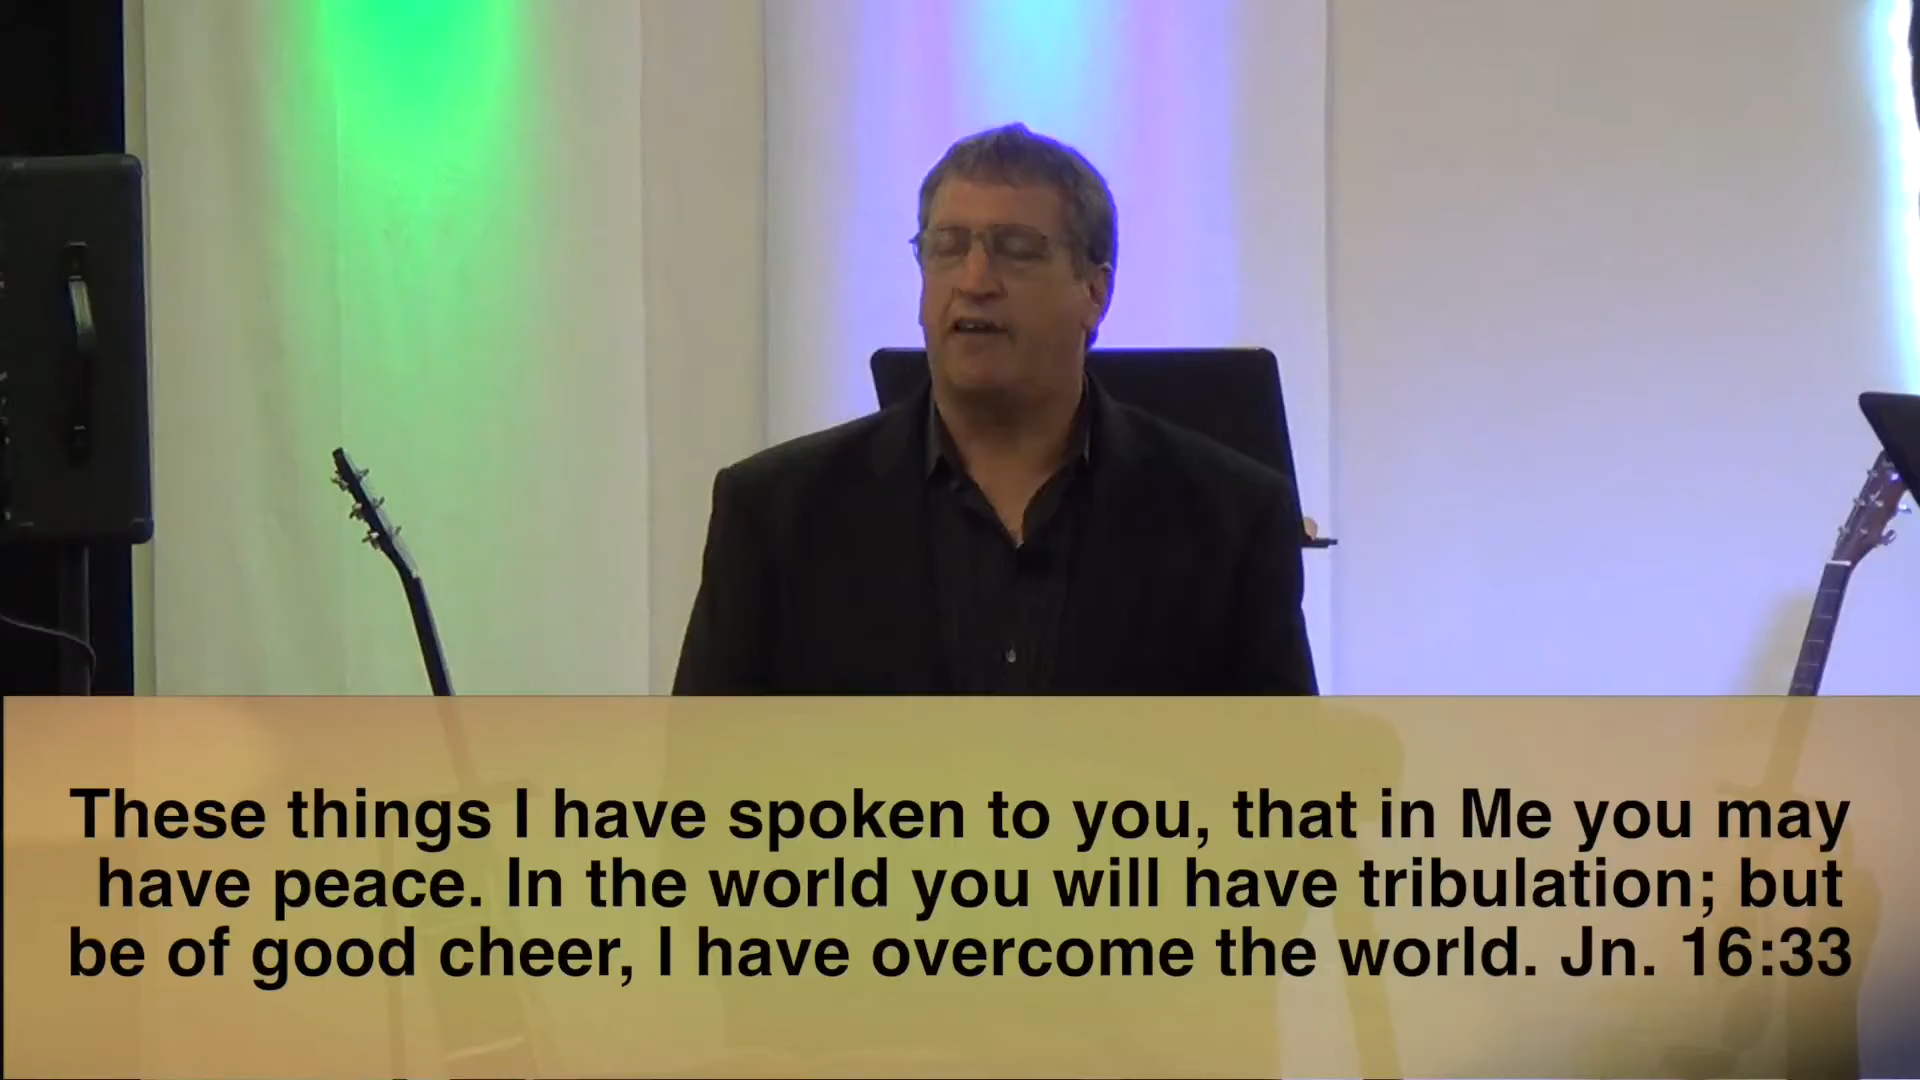 These things I have spoken to you, that in Me you may
have peace. In the world you will have tribulation; but
be of good cheer, I have overcome the world. Jn. 16:33